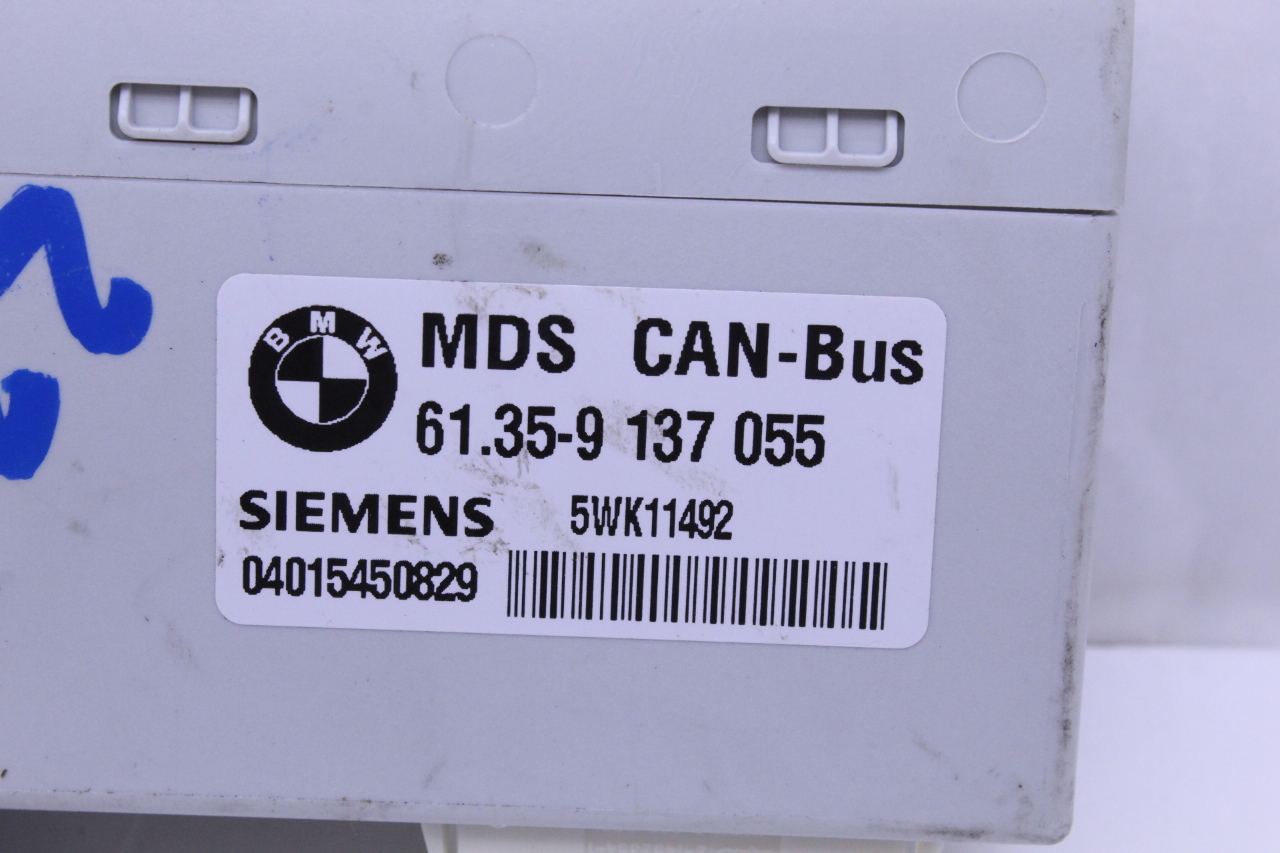 BMW
MDS CAN-Bus
61.35-9 137 055
SIEMENS 5WK11492
04015450829